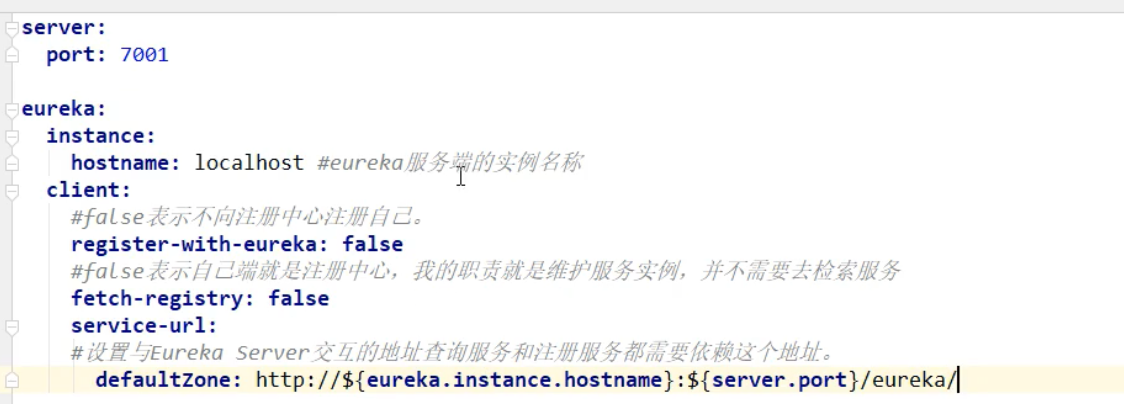 server:
  port: 7001

eureka:
  instance:
    hostname: localhost #eureka服务端的实例名称
  client:
    #false表示不向注册中心注册自己。
    register-with-eureka: false
    #false表示自己端就是注册中心，我的职责就是维护服务实例，并不需要去检索服务
    fetch-registry: false
    service-url:
    #设置与Eureka Server交互的地址查询服务和注册服务都需要依赖这个地址。
      defaultZone: http://${eureka.instance.hostname}:${server.port}/eureka/